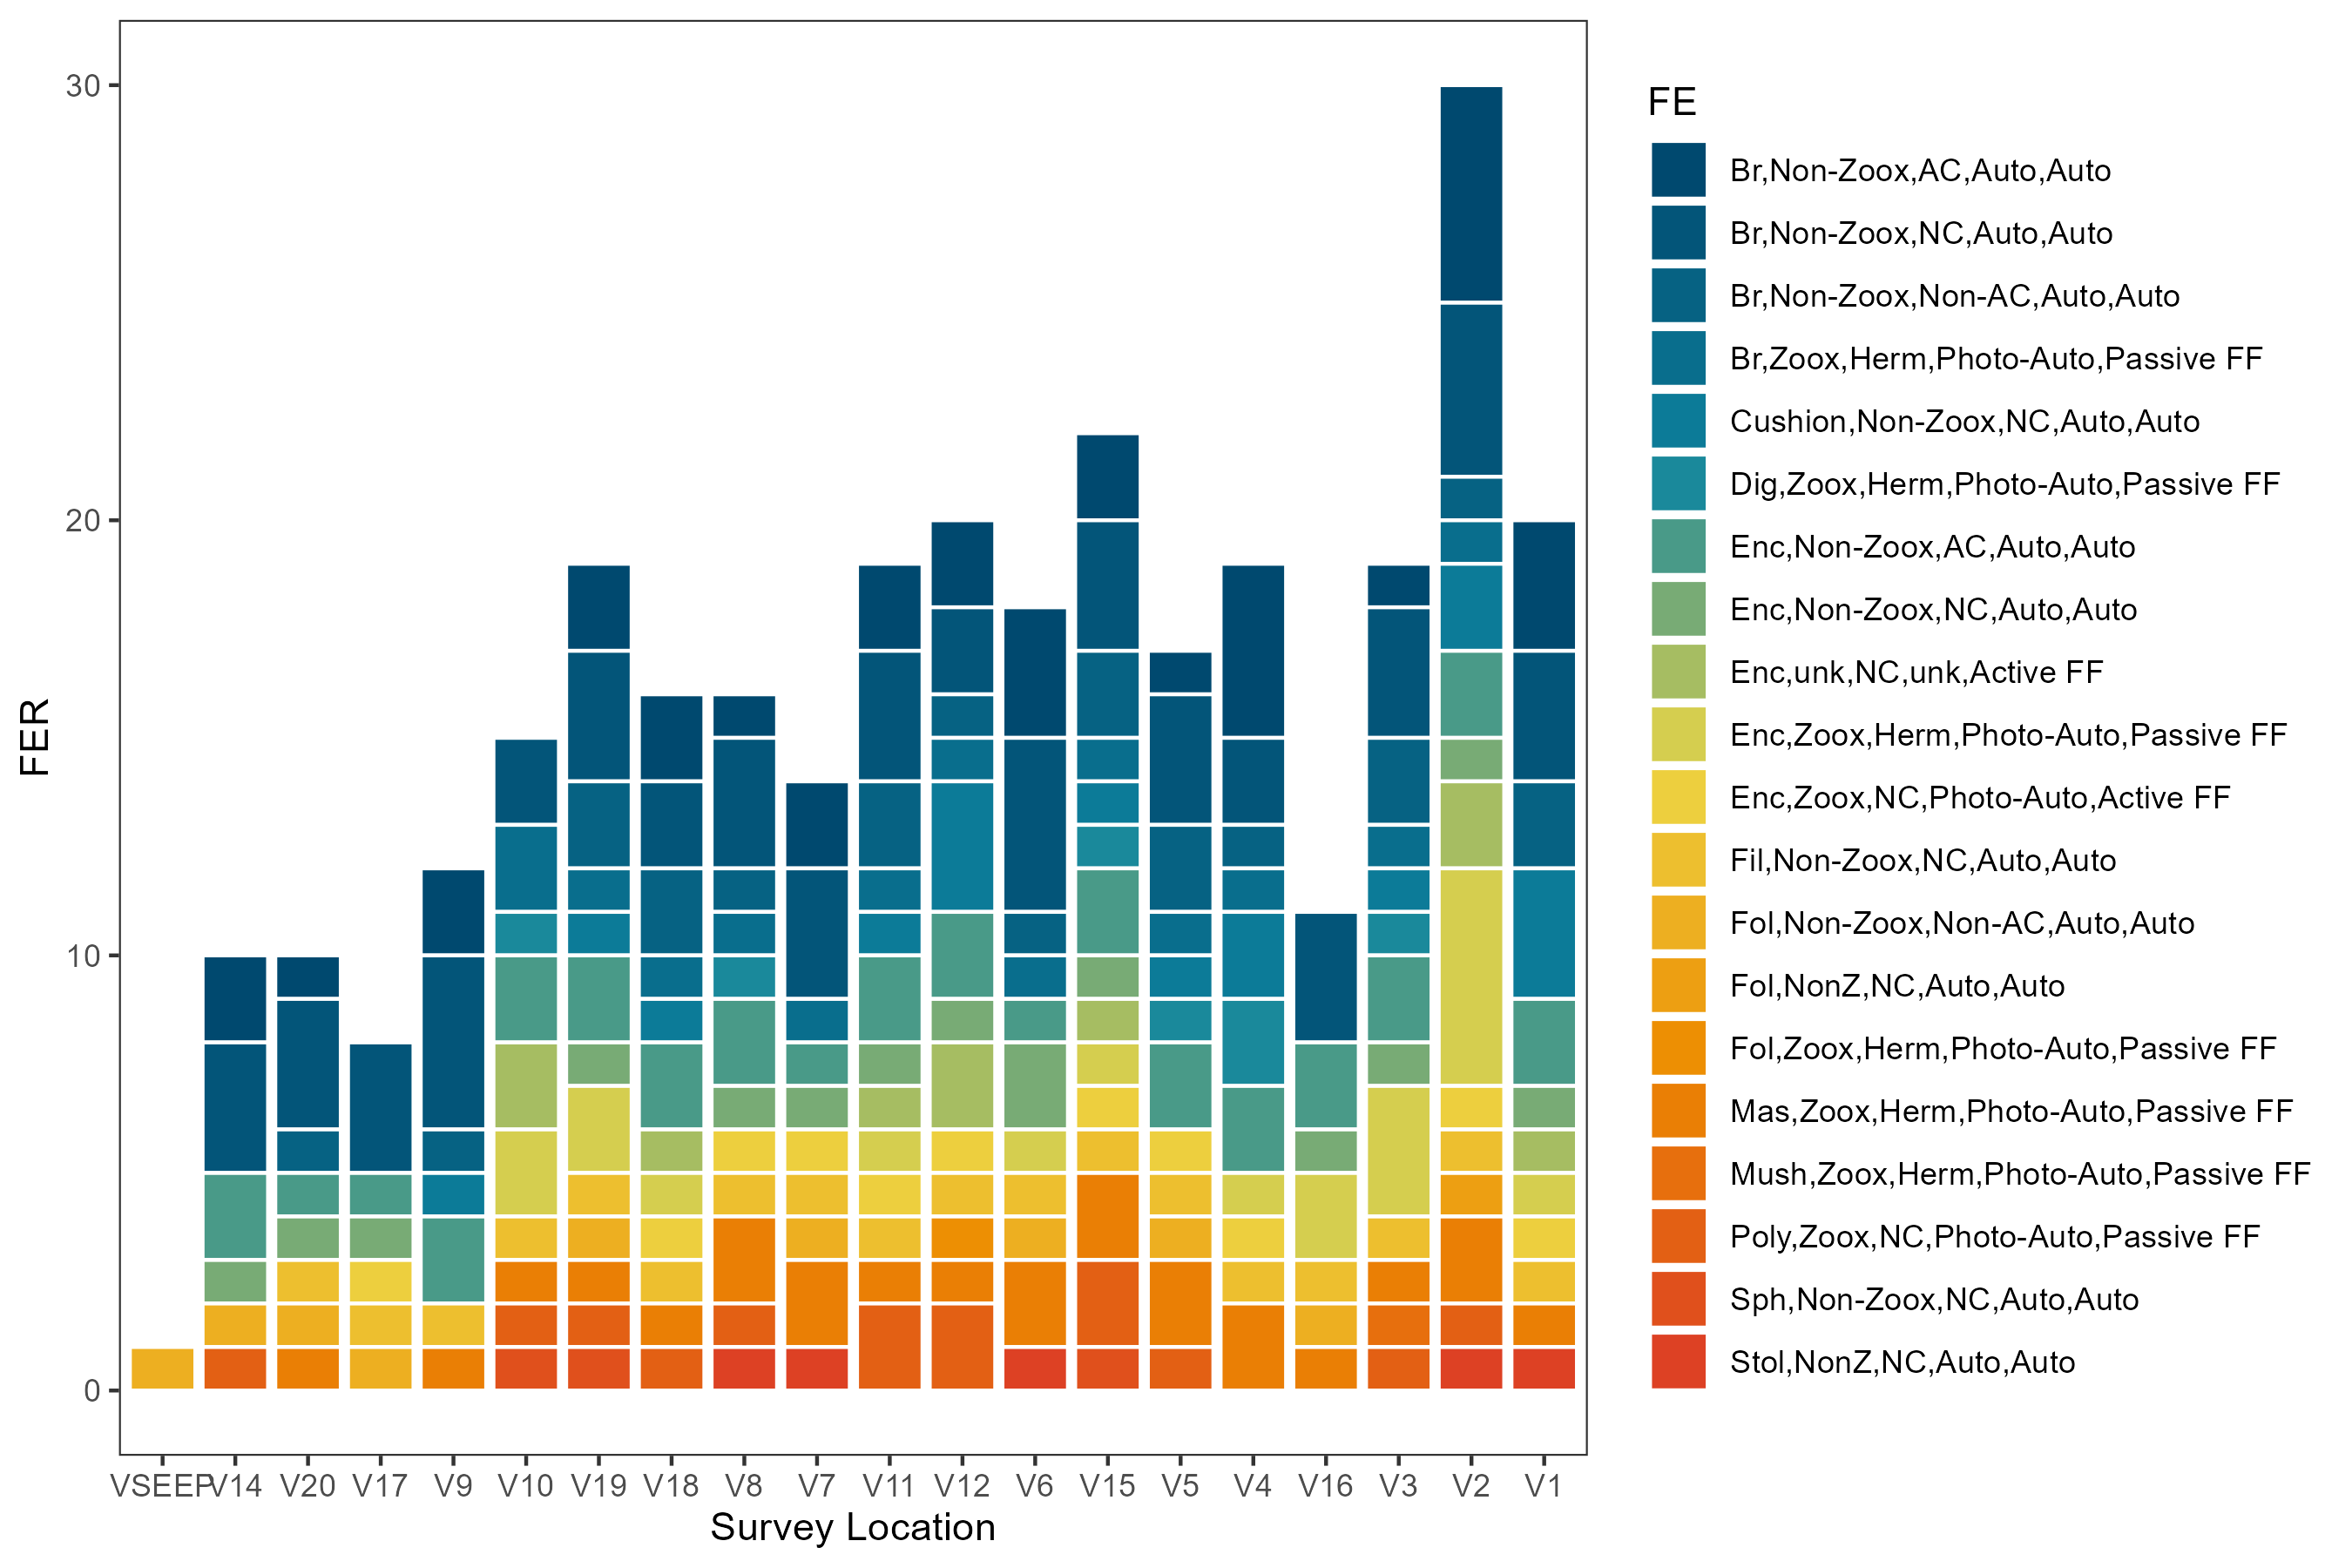 30
20
10
0
FER
VSEEP V14 V20 V17 V9 V10 V19 V18 V8 V7 V11 V12 V6 V15 V5 V4 V16 V3 V2 V1
Survey Location
FE
Br,Non-Zoox,AC,Auto,Auto
Br,Non-Zoox,NC,Auto,Auto
Br,Non-Zoox,Non-AC,Auto,Auto
Br,Zoox,Herm,Photo-Auto,Passive FF
Cushion,Non-Zoox,NC,Auto,Auto
Dig,Zoox,Herm,Photo-Auto,Passive FF
Enc,Non-Zoox,AC,Auto,Auto
Enc,Non-Zoox,NC,Auto,Auto
Enc,unk,NC,unk,Active FF
Enc,Zoox,Herm,Photo-Auto,Passive FF
Enc,Zoox,NC,Photo-Auto,Active FF
Fil,Non-Zoox,NC,Auto,Auto
Fol,Non-Zoox,Non-AC,Auto,Auto
Fol,NonZ,NC,Auto,Auto
Fol,Zoox,Herm,Photo-Auto,Passive FF
Mas,Zoox,Herm,Photo-Auto,Passive FF
Mush,Zoox,Herm,Photo-Auto,Passive FF
Poly,Zoox,NC,Photo-Auto,Passive FF
Sph,Non-Zoox,NC,Auto,Auto
Stol,NonZ,NC,Auto,Auto